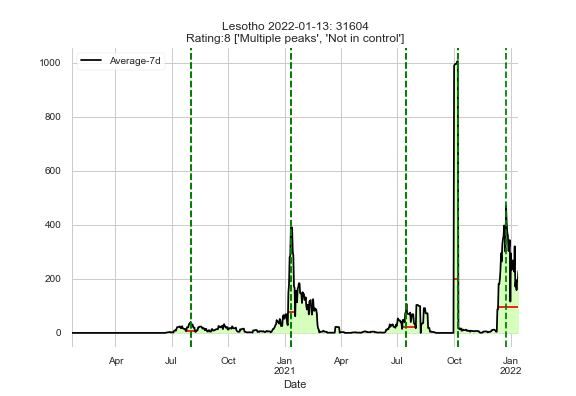 Lesotho 2022-01-13: 31604
Rating:8 ['Multiple peaks', 'Not in control']
Average-7d
1000
800
600
400
200
0
Apr
Jul
Oct
Jan
2021
Apr
Jul
Oct
Jan
2022
Date